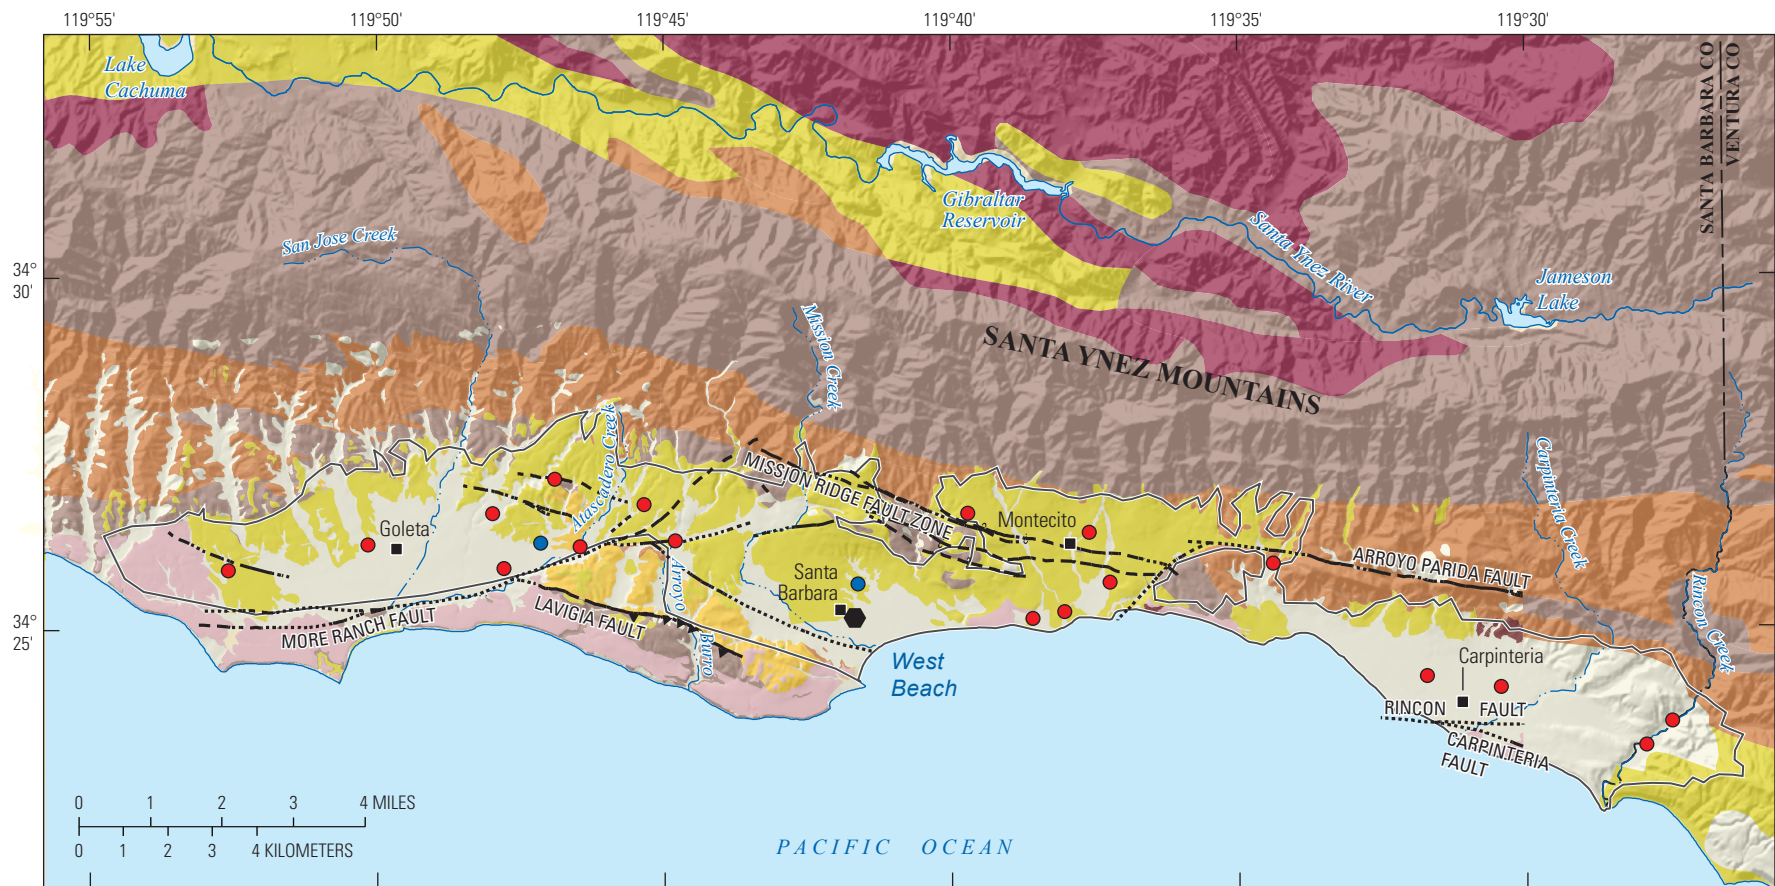 119°55' 119°50' 119°45' 119°40' 119°35' 119°30'
Lake
Cachuma
SANTA BARBARA CO
VENTURA CO
Gibraltar
Reservoir
San Jose Creek
Santa Ynez River
34°
30'
Jameson
Lake
Mission Creek
SANTA YNEZ MOUNTAINS
Atascadero Creek
Carpinteria Creek
MISSION RIDGE FAULT ZONE
Goleta
Montecito
ARROYO PARIDA FAULT
Santa
Barbara
Arroyo
Burro
Rincon Creek
LAVIGIA FAULT
MORE RANCH FAULT
34°
25'
West
Beach
Carpinteria
RINCON FAULT
CARPINTERIA
FAULT
0 1 2 3 4 MILES
0 1 2 3 4 KILOMETERS
PACIFIC OCEAN